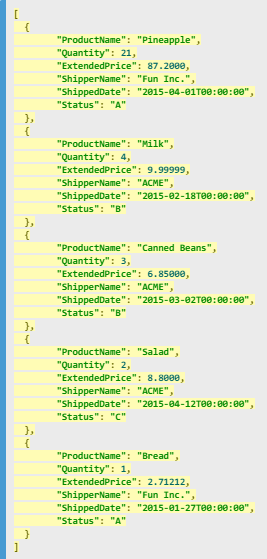 [
  {
        "ProductName": "Pineapple",
        "Quantity": 21,
        "ExtendedPrice": 87.2000,
        "ShipperName": "Fun Inc.",
        "ShippedDate": "2015-04-01T00:00:00",
        "Status": "A"
  },
  {
        "ProductName": "Milk",
        "Quantity": 4,
        "ExtendedPrice": 9.99999,
        "ShipperName": "ACME",
        "ShippedDate": "2015-02-18T00:00:00",
        "Status": "B"
  },
  {
        "ProductName": "Canned Beans",
        "Quantity": 3,
        "ExtendedPrice": 6.85000,
        "ShipperName": "ACME",
        "ShippedDate": "2015-03-02T00:00:00",
        "Status": "B"
  },
  {
        "ProductName": "Salad",
        "Quantity": 2,
        "ExtendedPrice": 8.8000,
        "ShipperName": "ACME",
        "ShippedDate": "2015-04-12T00:00:00",
        "Status": "C"
  },
  {
        "ProductName": "Bread",
        "Quantity": 1,
        "ExtendedPrice": 2.71212,
        "ShipperName": "Fun Inc.",
        "ShippedDate": "2015-01-27T00:00:00",
        "Status": "A"
  }
]